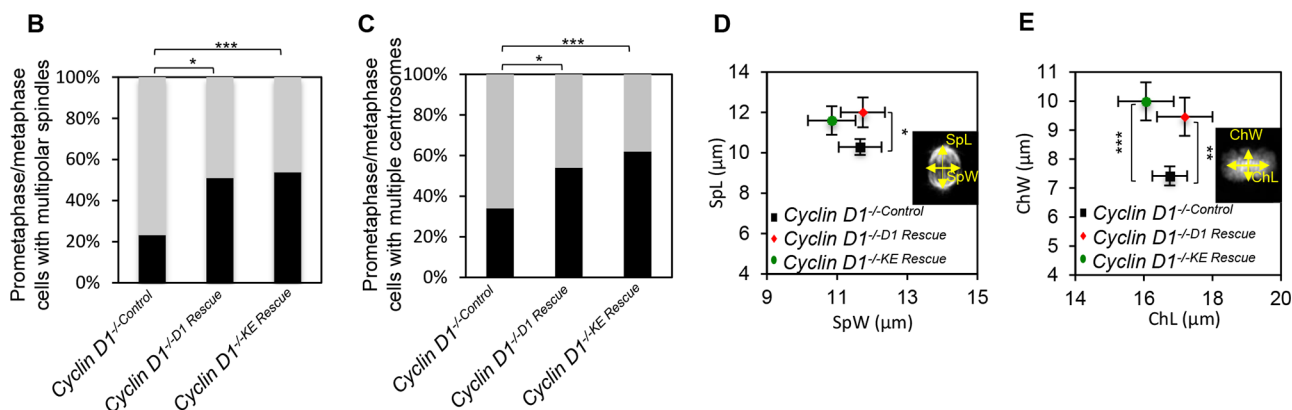 B
Prometaphase/metaphase
cells with multipolar spindles
100%
80%
60%
40%
20%
0%
***
*
Cyclin D1-/-Control
Cyclin D1-/-D1 Rescue
Cyclin D1-/-KE Rescue
C
Prometaphase/metaphase
cells with multiple centrosomes
100%
80%
60%
40%
20%
0%
***
*
Cyclin D1-/-Control
Cyclin D1-/-D1 Rescue
Cyclin D1-/-KE Rescue
D
SpL (µm)
14
12
10
8
6
4
*
SpL
SpW
Cyclin D1-/-Control
Cyclin D1-/-D1 Rescue
Cyclin D1-/-KE Rescue
9 11 13 15
SpW (µm)
E
ChW (µm)
11
10
9
8
7
6
5
4
***
**
ChW
ChL
Cyclin D1-/-Control
Cyclin D1-/-D1 Rescue
Cyclin D1-/-KE Rescue
14 16 18 20
ChL (µm)